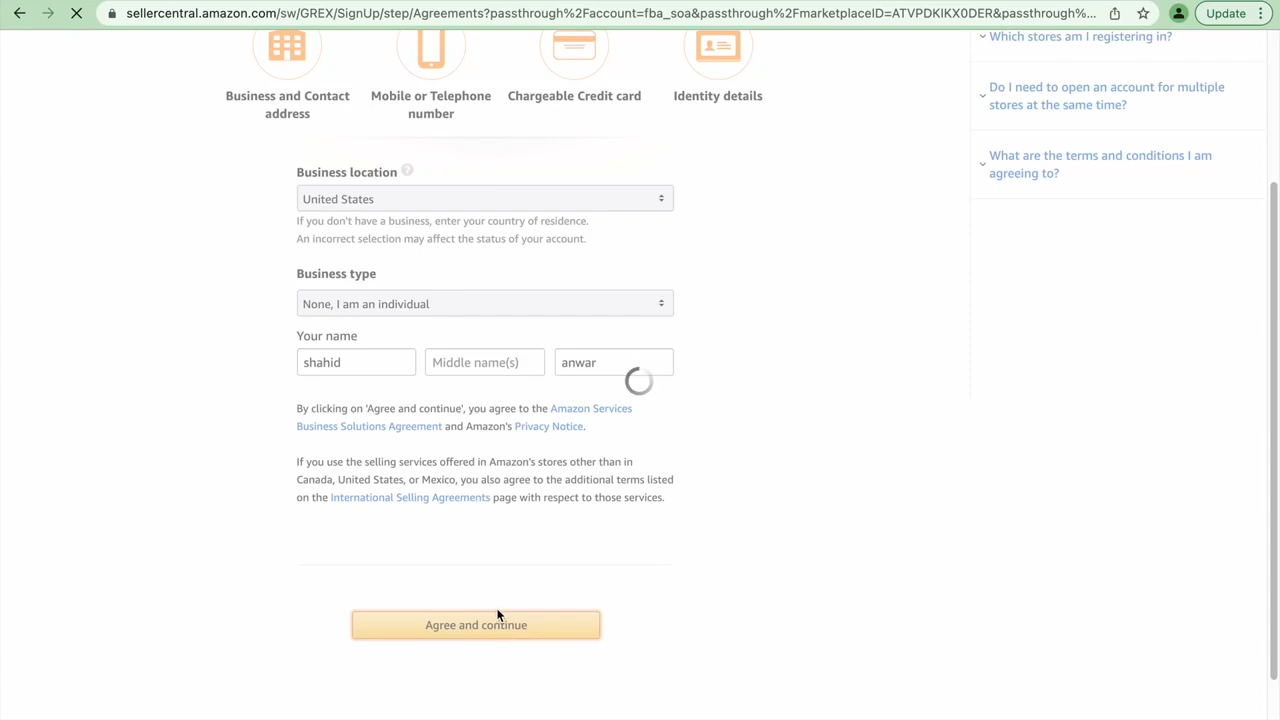 sellercentral.amazon.com/sw/GREX/SignUp/step/Agreements?passthrough%2Faccount=fba_soa&passthrough%2FmarketplaceID=ATVPDKIKX0DER&passthrough%...
Update
Business and Contact
address
Mobile or Telephone
number
Chargeable Credit card
Identity details
Which stores am I registering in?
Do I need to open an account for multiple
stores at the same time?
What are the terms and conditions I am
agreeing to?
Business location ?
United States
If you don't have a business, enter your country of residence.
An incorrect selection may affect the status of your account.
Business type
None, I am an individual
Your name
shahid
Middle name(s)
anwar
By clicking on 'Agree and continue', you agree to the Amazon Services
Business Solutions Agreement and Amazon's Privacy Notice.
If you use the selling services offered in Amazon's stores other than in
Canada, United States, or Mexico, you also agree to the additional terms listed
on the International Selling Agreements page with respect to those services.
Agree and continue